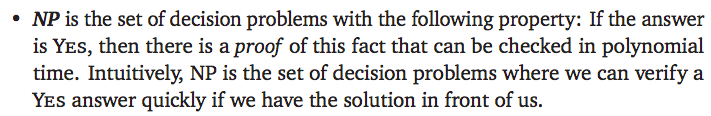 • NP is the set of decision problems with the following property: If the answer
is YES, then there is a proof of this fact that can be checked in polynomial
time. Intuitively, NP is the set of decision problems where we can verify a
YES answer quickly if we have the solution in front of us.